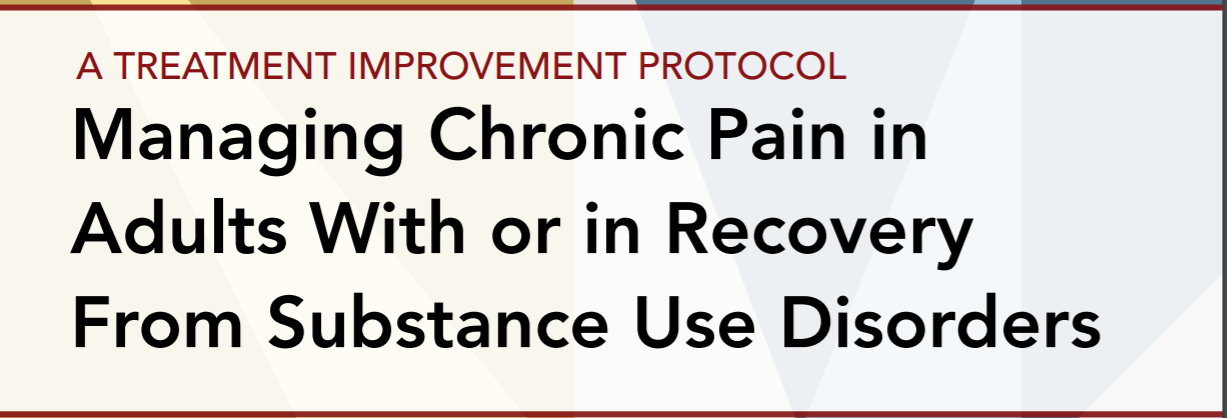 A TREATMENT IMPROVEMENT PROTOCOL
Managing Chronic Pain in
Adults With or in Recovery
From Substance Use Disorders